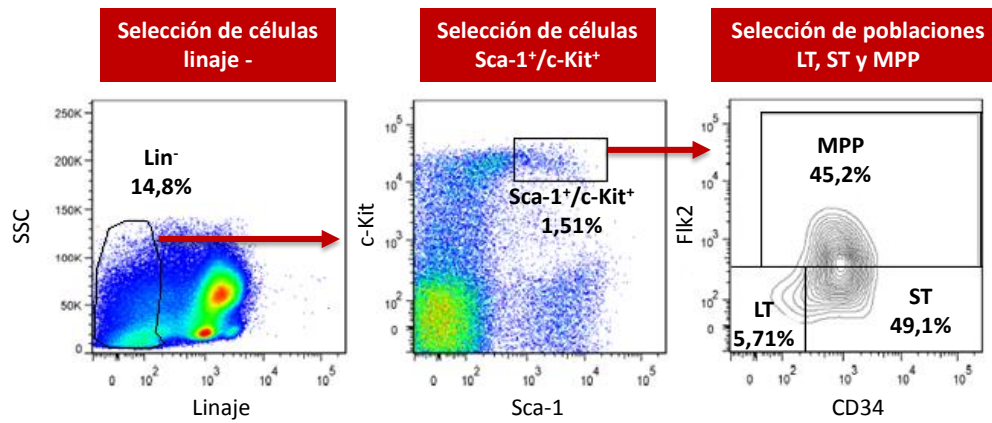 Selección de células
linaje -
Selección de células
Sca-1⁺/c-Kit⁺
Selección de poblaciones
LT, ST y MPP
250K
200K
150K
100K
50K
0
SSC
Lin⁻
14,8%
0 10² 10³ 10⁴ 10⁵
Linaje
10⁵
10⁴
10³
10²
0
c-Kit
Sca-1⁺/c-Kit⁺
1,51%
0 10² 10³ 10⁴ 10⁵
Sca-1
10⁵
10⁴
10³
10²
0
Flk2
MPP
45,2%
LT
5,71%
ST
49,1%
0 10² 10³ 10⁴ 10⁵
CD34